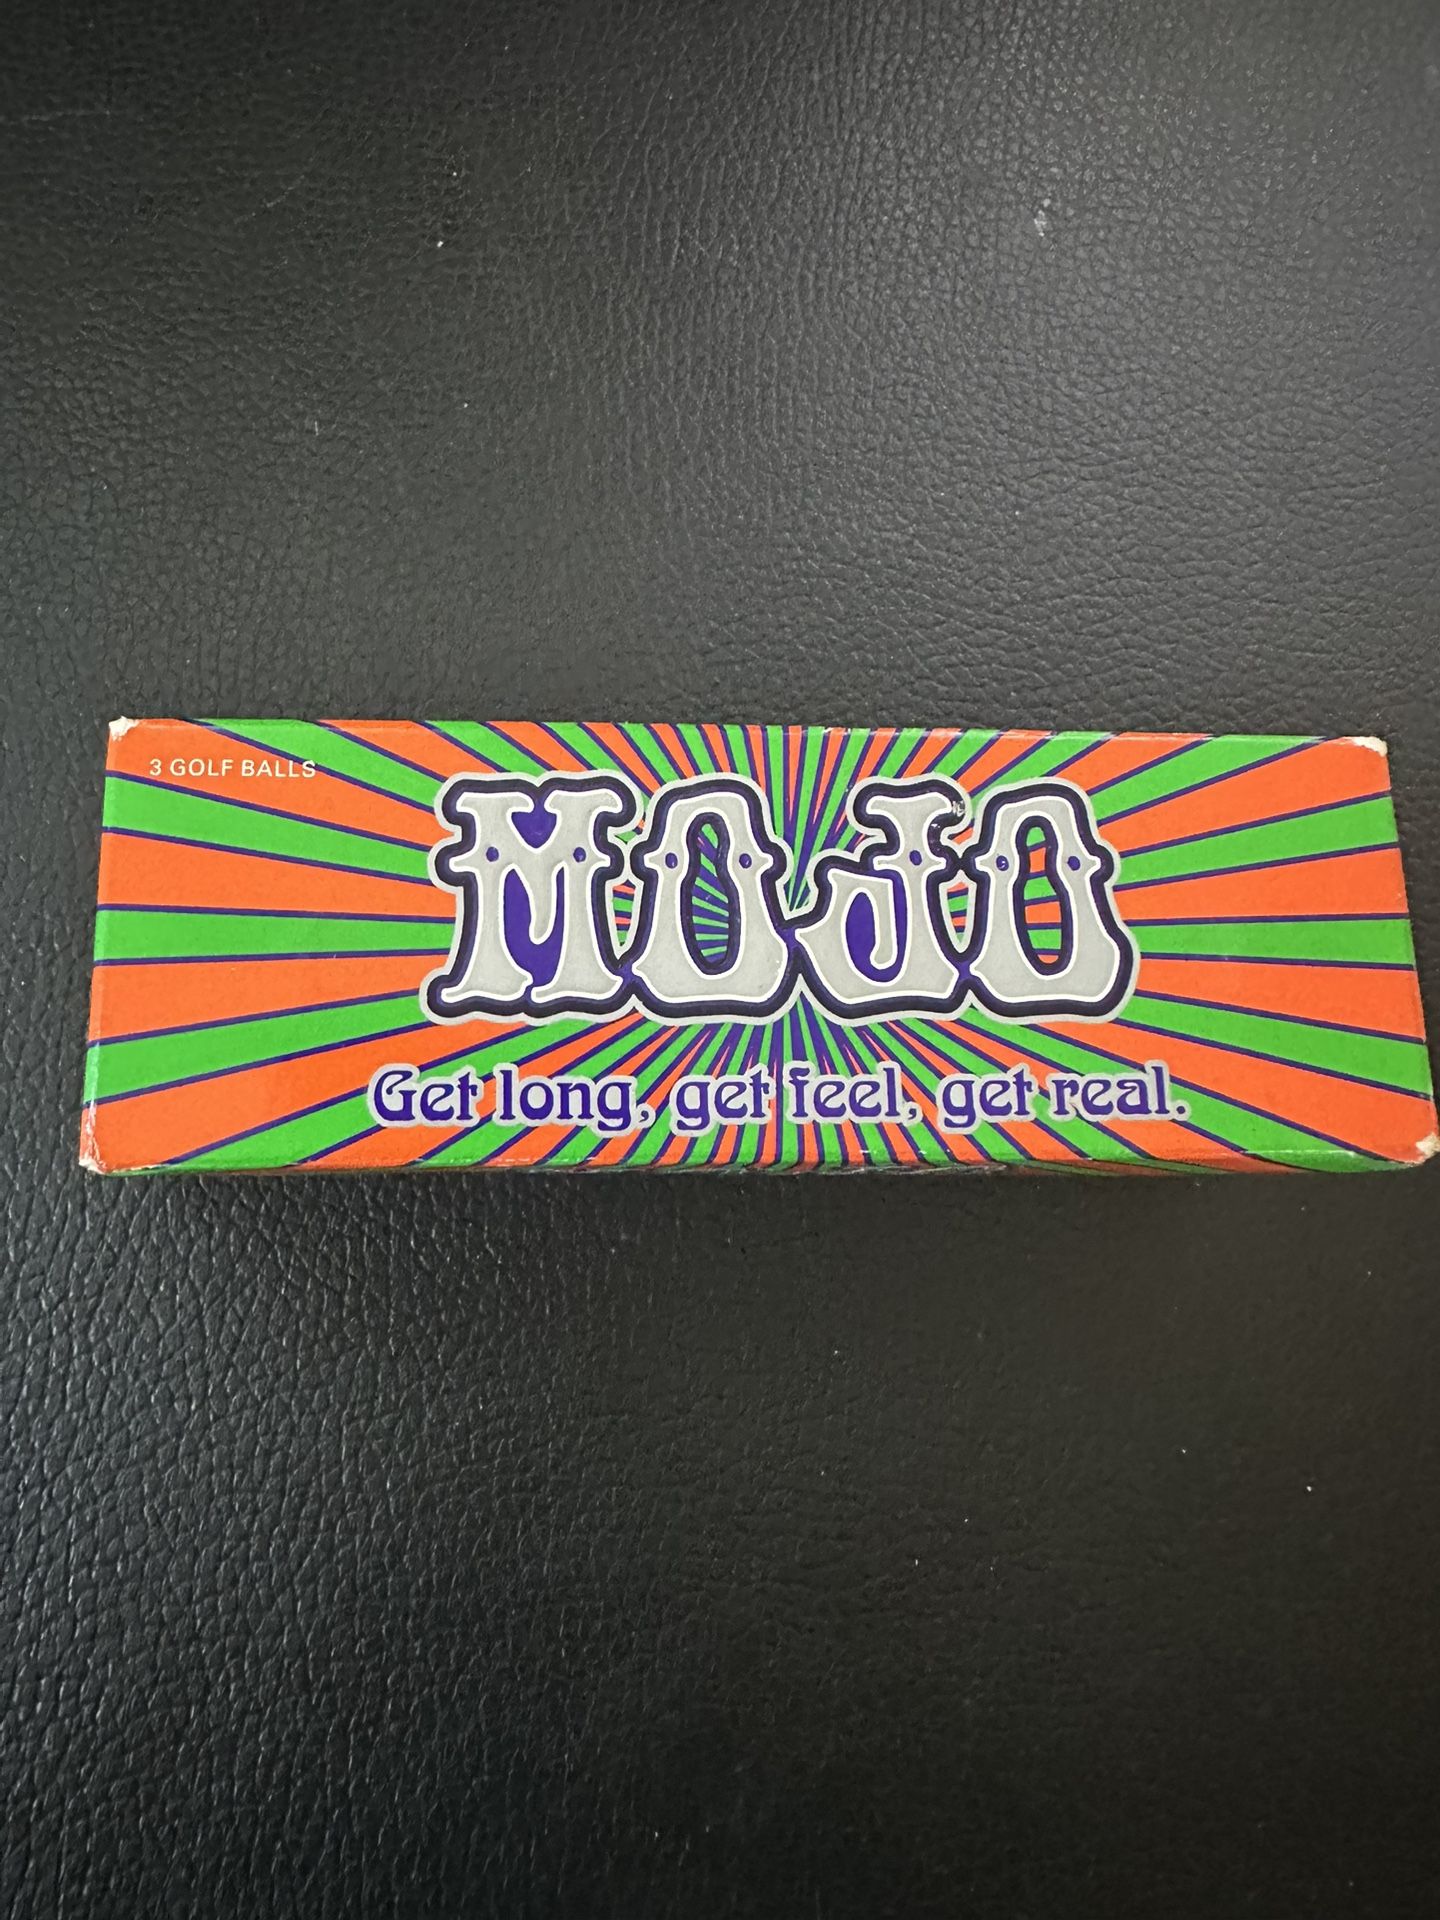 3 GOLF BALLS
MOJO
Get long, get feel, get real.